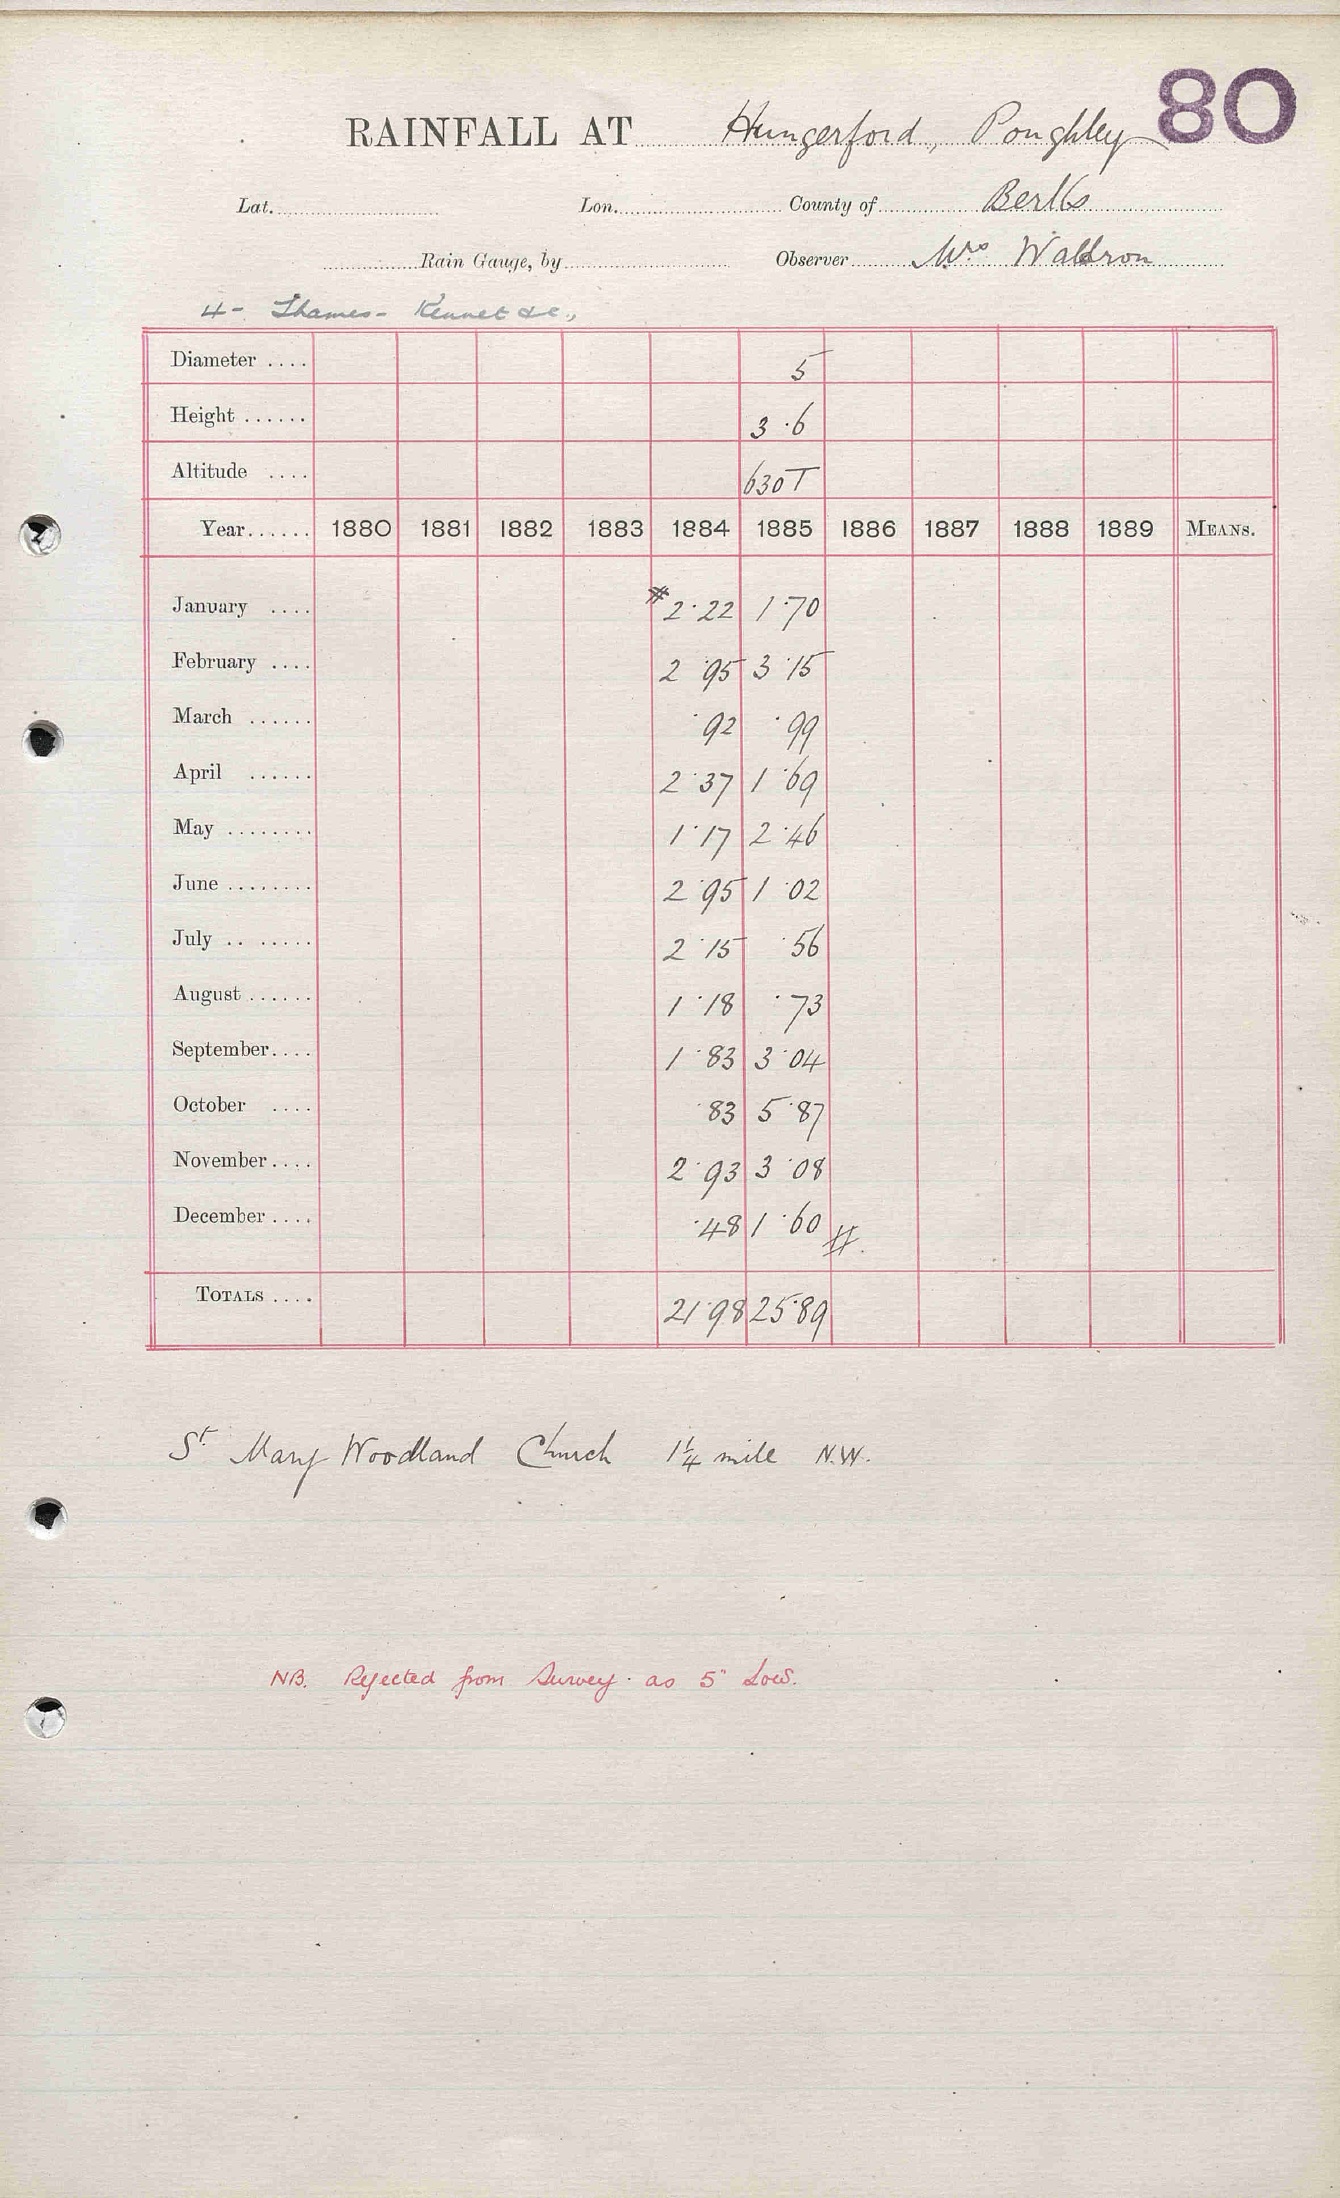 80
RAINFALL AT Hungerford, Poughley
Lat. Lon. County of Berks
Rain Gauge, by Observer Mrs Waldron
4 - Thames - Kennet &c.,
Diameter .... 5
Height ...... 3·6
Altitude .... 630T
Year...... 1880 1881 1882 1883 1884 1885 1886 1887 1888 1889 MEANS.
January .... # 2·22 1·70
February .... 2·95 3·15
March ...... ·92 ·99
April ...... 2·37 1·69
May ........ 1·17 2·46
June ........ 2·95 1·02
July .. ..... 2·15 ·56
August ...... 1·18 ·73
September.... 1·83 3·04
October .... ·83 5·87
November.... 2·93 3·08
December .... ·48 1·60 #.
TOTALS .... 21·98 25·89
St. Mary Woodland Church 1¼ mile N.W.
NB. Rejected from Survey · as 5" Low.